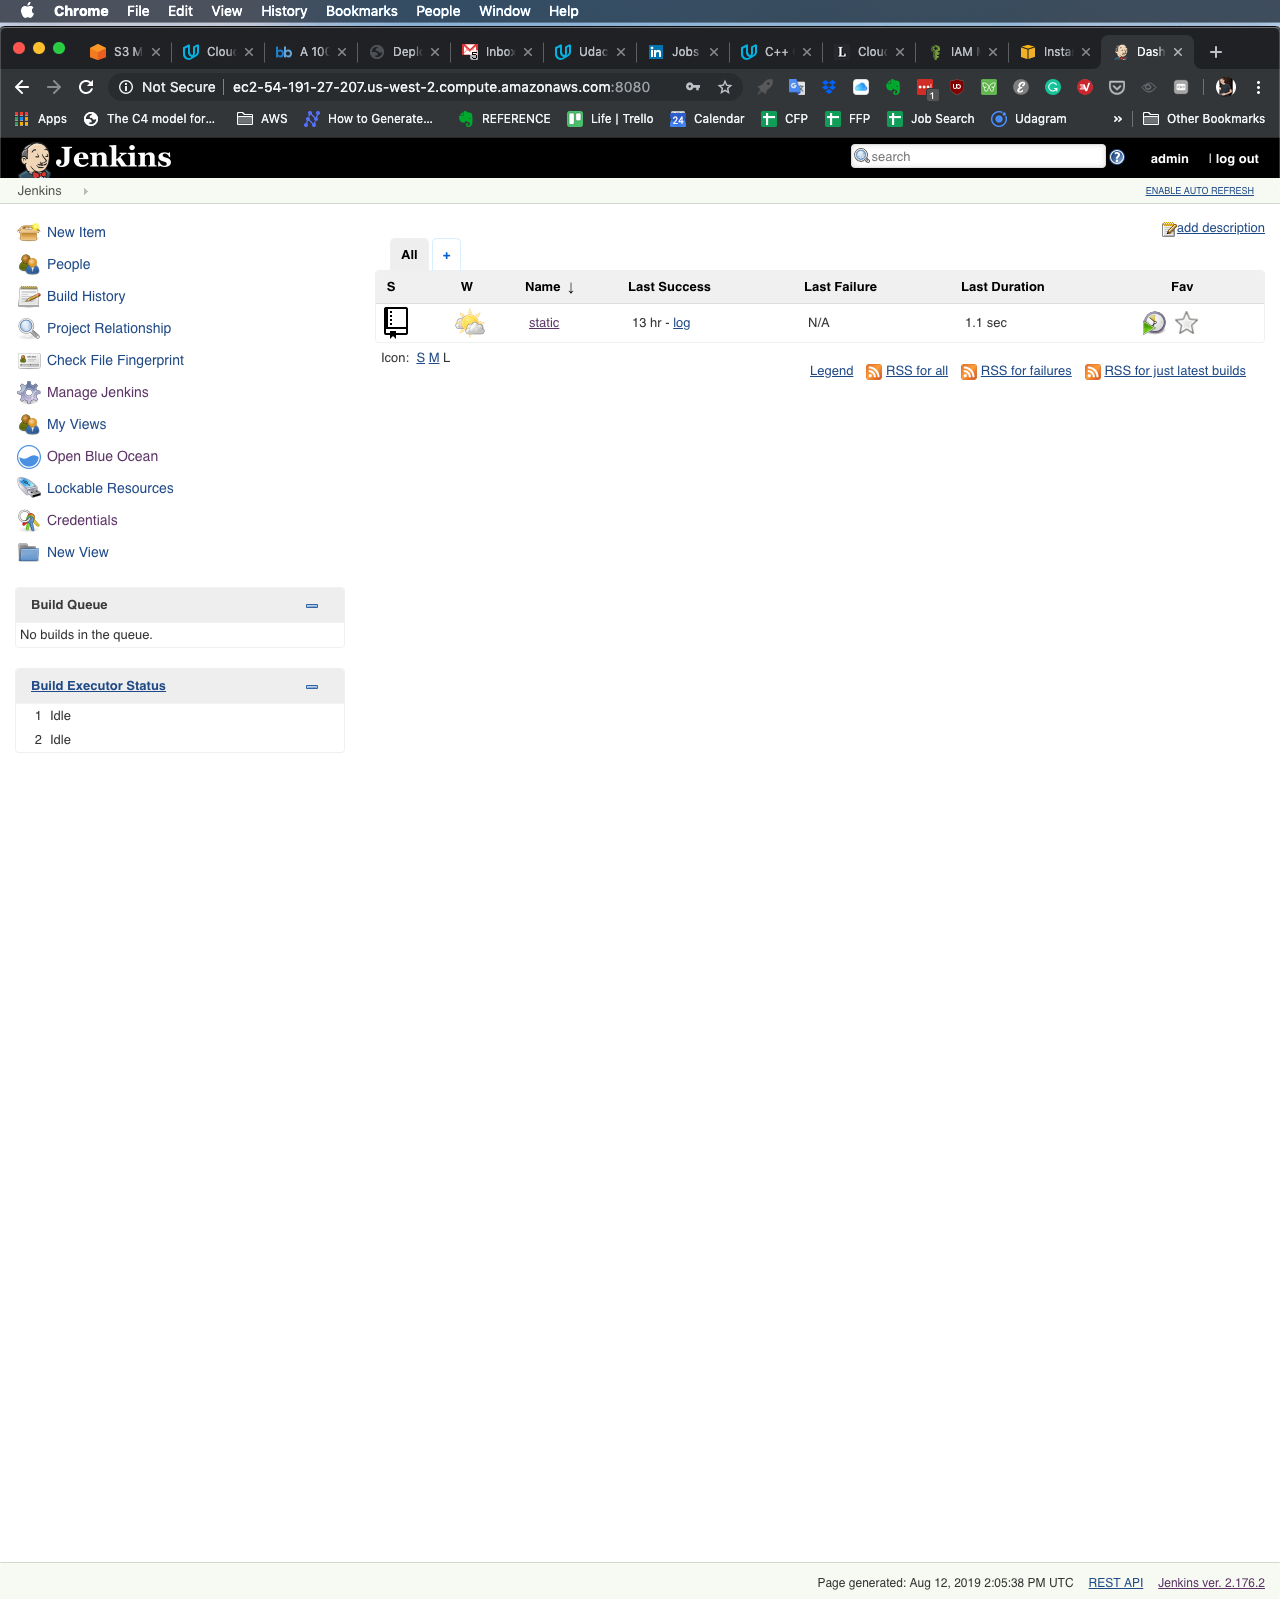 Chrome File Edit View History Bookmarks People Window Help
S3 M Clou A 10 Depl Inbo Udac Jobs C++ Clou IAM Insta Dash
Not Secure ec2-54-191-27-207.us-west-2.compute.amazonaws.com:8080
Apps The C4 model for... AWS How to Generate... REFERENCE Life | Trello 24 Calendar CFP FFP Job Search Udagram » Other Bookmarks
Jenkins search admin | log out
Jenkins ENABLE AUTO REFRESH
add description
New Item
People
Build History
Project Relationship
Check File Fingerprint
Manage Jenkins
My Views
Open Blue Ocean
Lockable Resources
Credentials
New View
All +
S W Name ↓ Last Success Last Failure Last Duration Fav
static 13 hr - log N/A 1.1 sec
Icon: S M L
Legend RSS for all RSS for failures RSS for just latest builds
Build Queue
No builds in the queue.
Build Executor Status
1 Idle
2 Idle
Page generated: Aug 12, 2019 2:05:38 PM UTC REST API Jenkins ver. 2.176.2